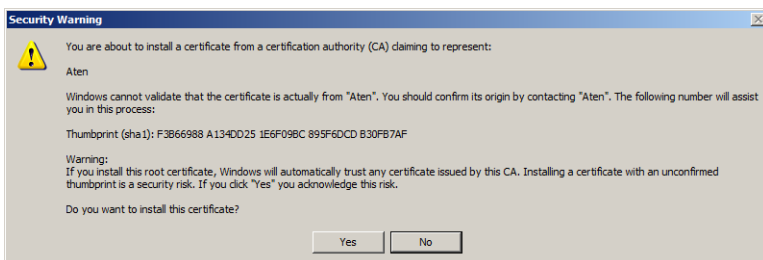 Security Warning
You are about to install a certificate from a certification authority (CA) claiming to represent:
Aten
Windows cannot validate that the certificate is actually from "Aten". You should confirm its origin by contacting "Aten". The following number will assist
you in this process:
Thumbprint (sha1): F3B66988 A134DD25 1E6F09BC 895F6DCD B30FB7AF
Warning:
If you install this root certificate, Windows will automatically trust any certificate issued by this CA. Installing a certificate with an unconfirmed
thumbprint is a security risk. If you click "Yes" you acknowledge this risk.
Do you want to install this certificate?
Yes No